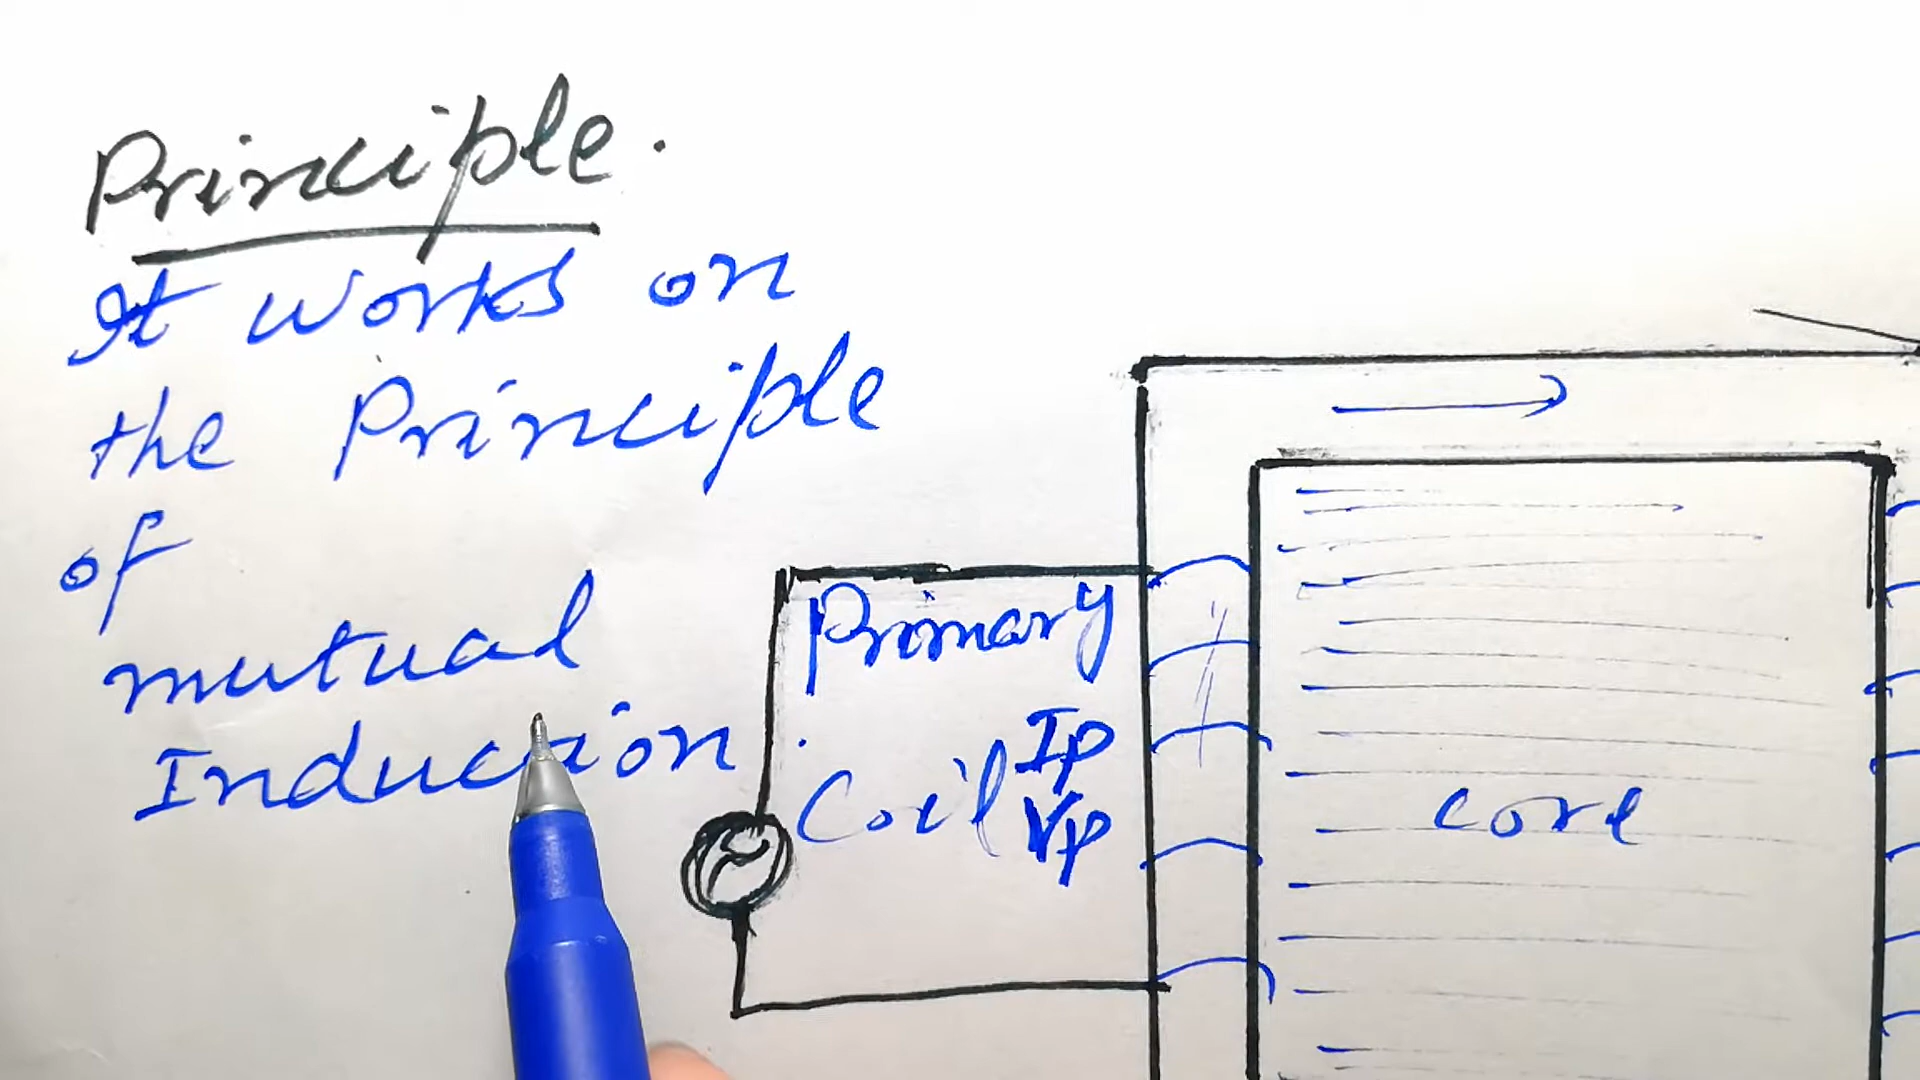 Principle.
It works on
the Principle
of
mutual
Induction.
Primary
Coil
Ip
Vp
core